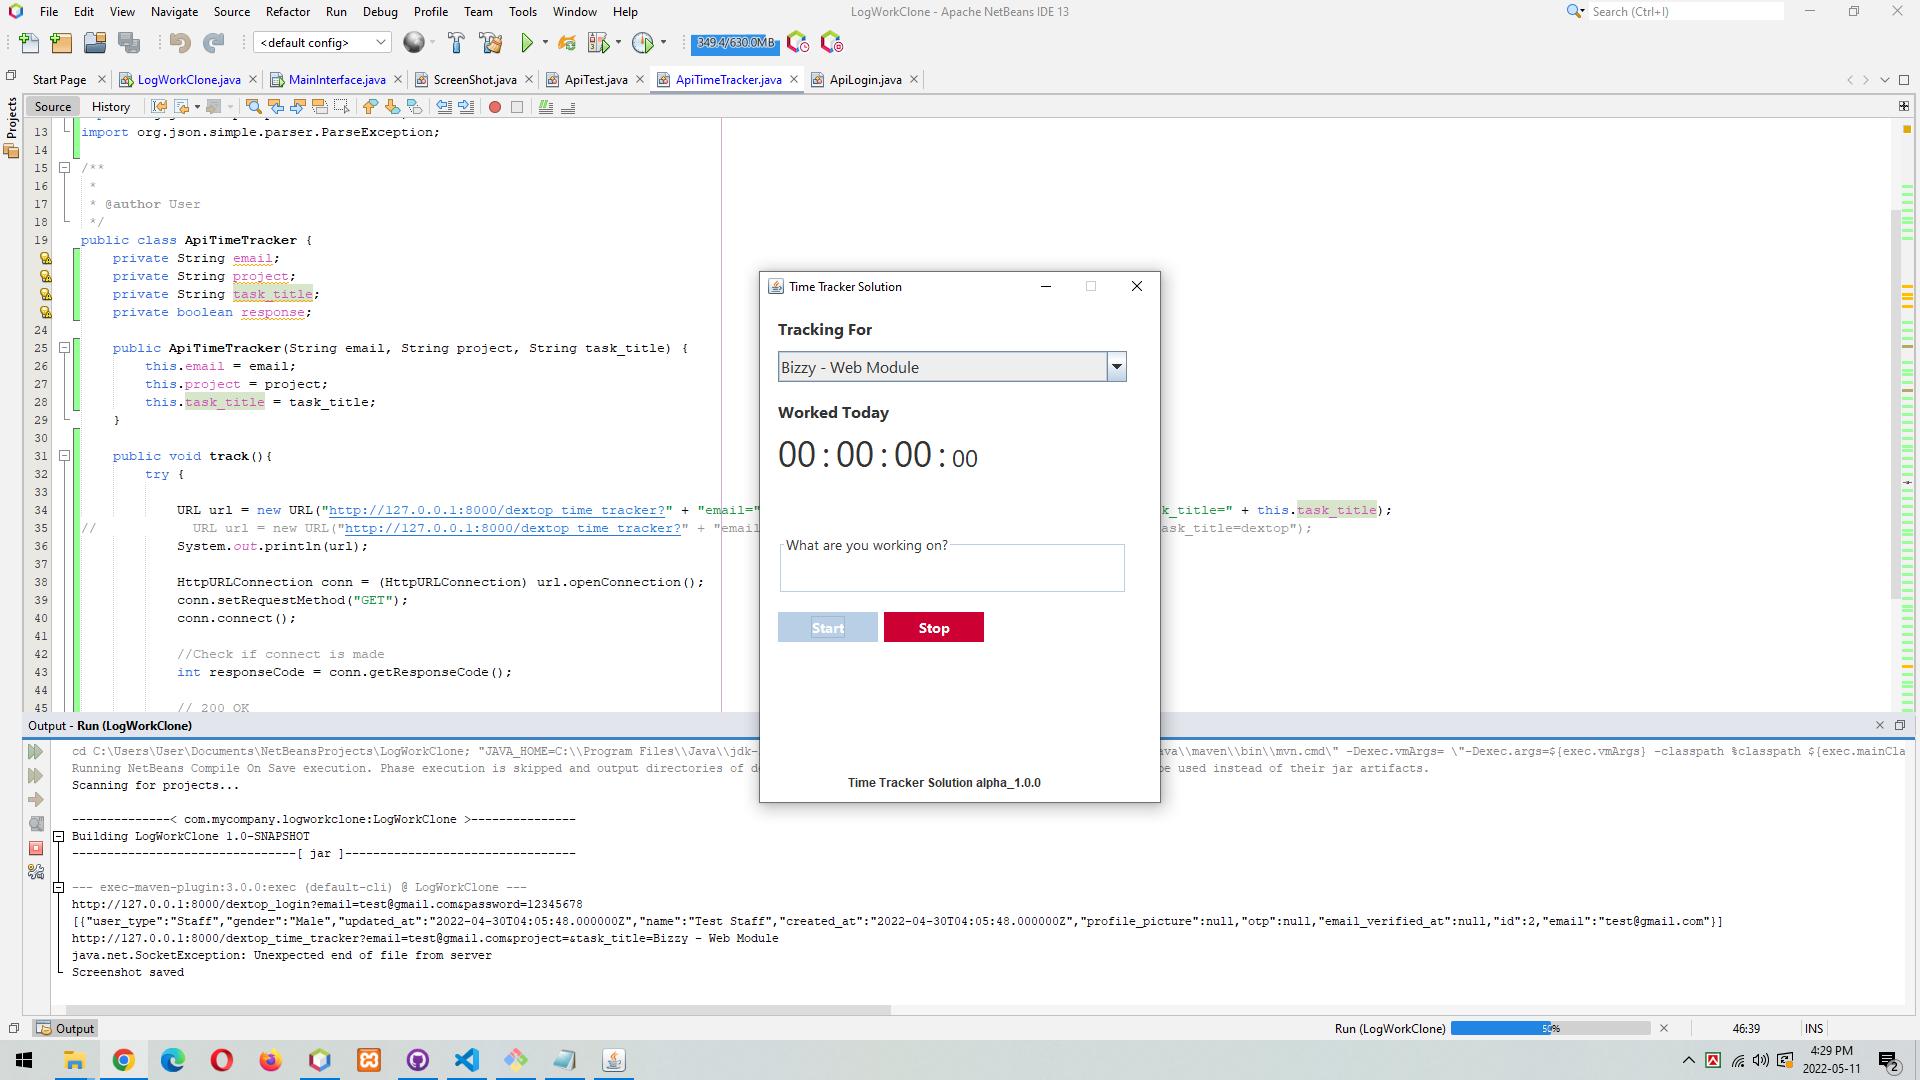 File Edit View Navigate Source Refactor Run Debug Profile Team Tools Window Help
LogWorkClone - Apache NetBeans IDE 13
Search (Ctrl+I)
<default config>
349.4/630.0MB
Start Page
LogWorkClone.java
MainInterface.java
ScreenShot.java
ApiTest.java
ApiTimeTracker.java
ApiLogin.java
Projects
Source History
13 import org.json.simple.parser.ParseException;
14
15 /**
16 *
17 * @author User
18 */
19 public class ApiTimeTracker {
private String email;
private String project;
private String task_title;
private boolean response;
24
25 public ApiTimeTracker(String email, String project, String task_title) {
26 this.email = email;
27 this.project = project;
28 this.task_title = task_title;
29 }
30
31 public void track(){
32 try {
33
34 URL url = new URL("http://127.0.0.1:8000/dextop_time_tracker?" + "email=" k_title=" + this.task_title);
35 // URL url = new URL("http://127.0.0.1:8000/dextop_time_tracker?" + "email ask_title=dextop");
36 System.out.println(url);
37
38 HttpURLConnection conn = (HttpURLConnection) url.openConnection();
39 conn.setRequestMethod("GET");
40 conn.connect();
41
42 //Check if connect is made
43 int responseCode = conn.getResponseCode();
44
45 // 200 OK
Time Tracker Solution
Tracking For
Bizzy - Web Module
Worked Today
00:00:00:00
What are you working on?
Start Stop
Time Tracker Solution alpha_1.0.0
Output - Run (LogWorkClone)
cd C:\Users\User\Documents\NetBeansProjects\LogWorkClone; "JAVA_HOME=C:\\Program Files\\Java\\jdk- ava\\maven\\bin\\mvn.cmd\" -Dexec.vmArgs= \"-Dexec.args=${exec.vmArgs} -classpath %classpath ${exec.mainCla
Running NetBeans Compile On Save execution. Phase execution is skipped and output directories of de be used instead of their jar artifacts.
Scanning for projects...
--------------< com.mycompany.logworkclone:LogWorkClone >---------------
Building LogWorkClone 1.0-SNAPSHOT
--------------------------------[ jar ]---------------------------------
--- exec-maven-plugin:3.0.0:exec (default-cli) @ LogWorkClone ---
http://127.0.0.1:8000/dextop_login?email=test@gmail.com&password=12345678
[{"user_type":"Staff","gender":"Male","updated_at":"2022-04-30T04:05:48.000000Z","name":"Test Staff","created_at":"2022-04-30T04:05:48.000000Z","profile_picture":null,"otp":null,"email_verified_at":null,"id":2,"email":"test@gmail.com"}]
http://127.0.0.1:8000/dextop_time_tracker?email=test@gmail.com&project=&task_title=Bizzy - Web Module
java.net.SocketException: Unexpected end of file from server
Screenshot saved
Output
Run (LogWorkClone)
50%
46:39
INS
4:29 PM
2022-05-11
2